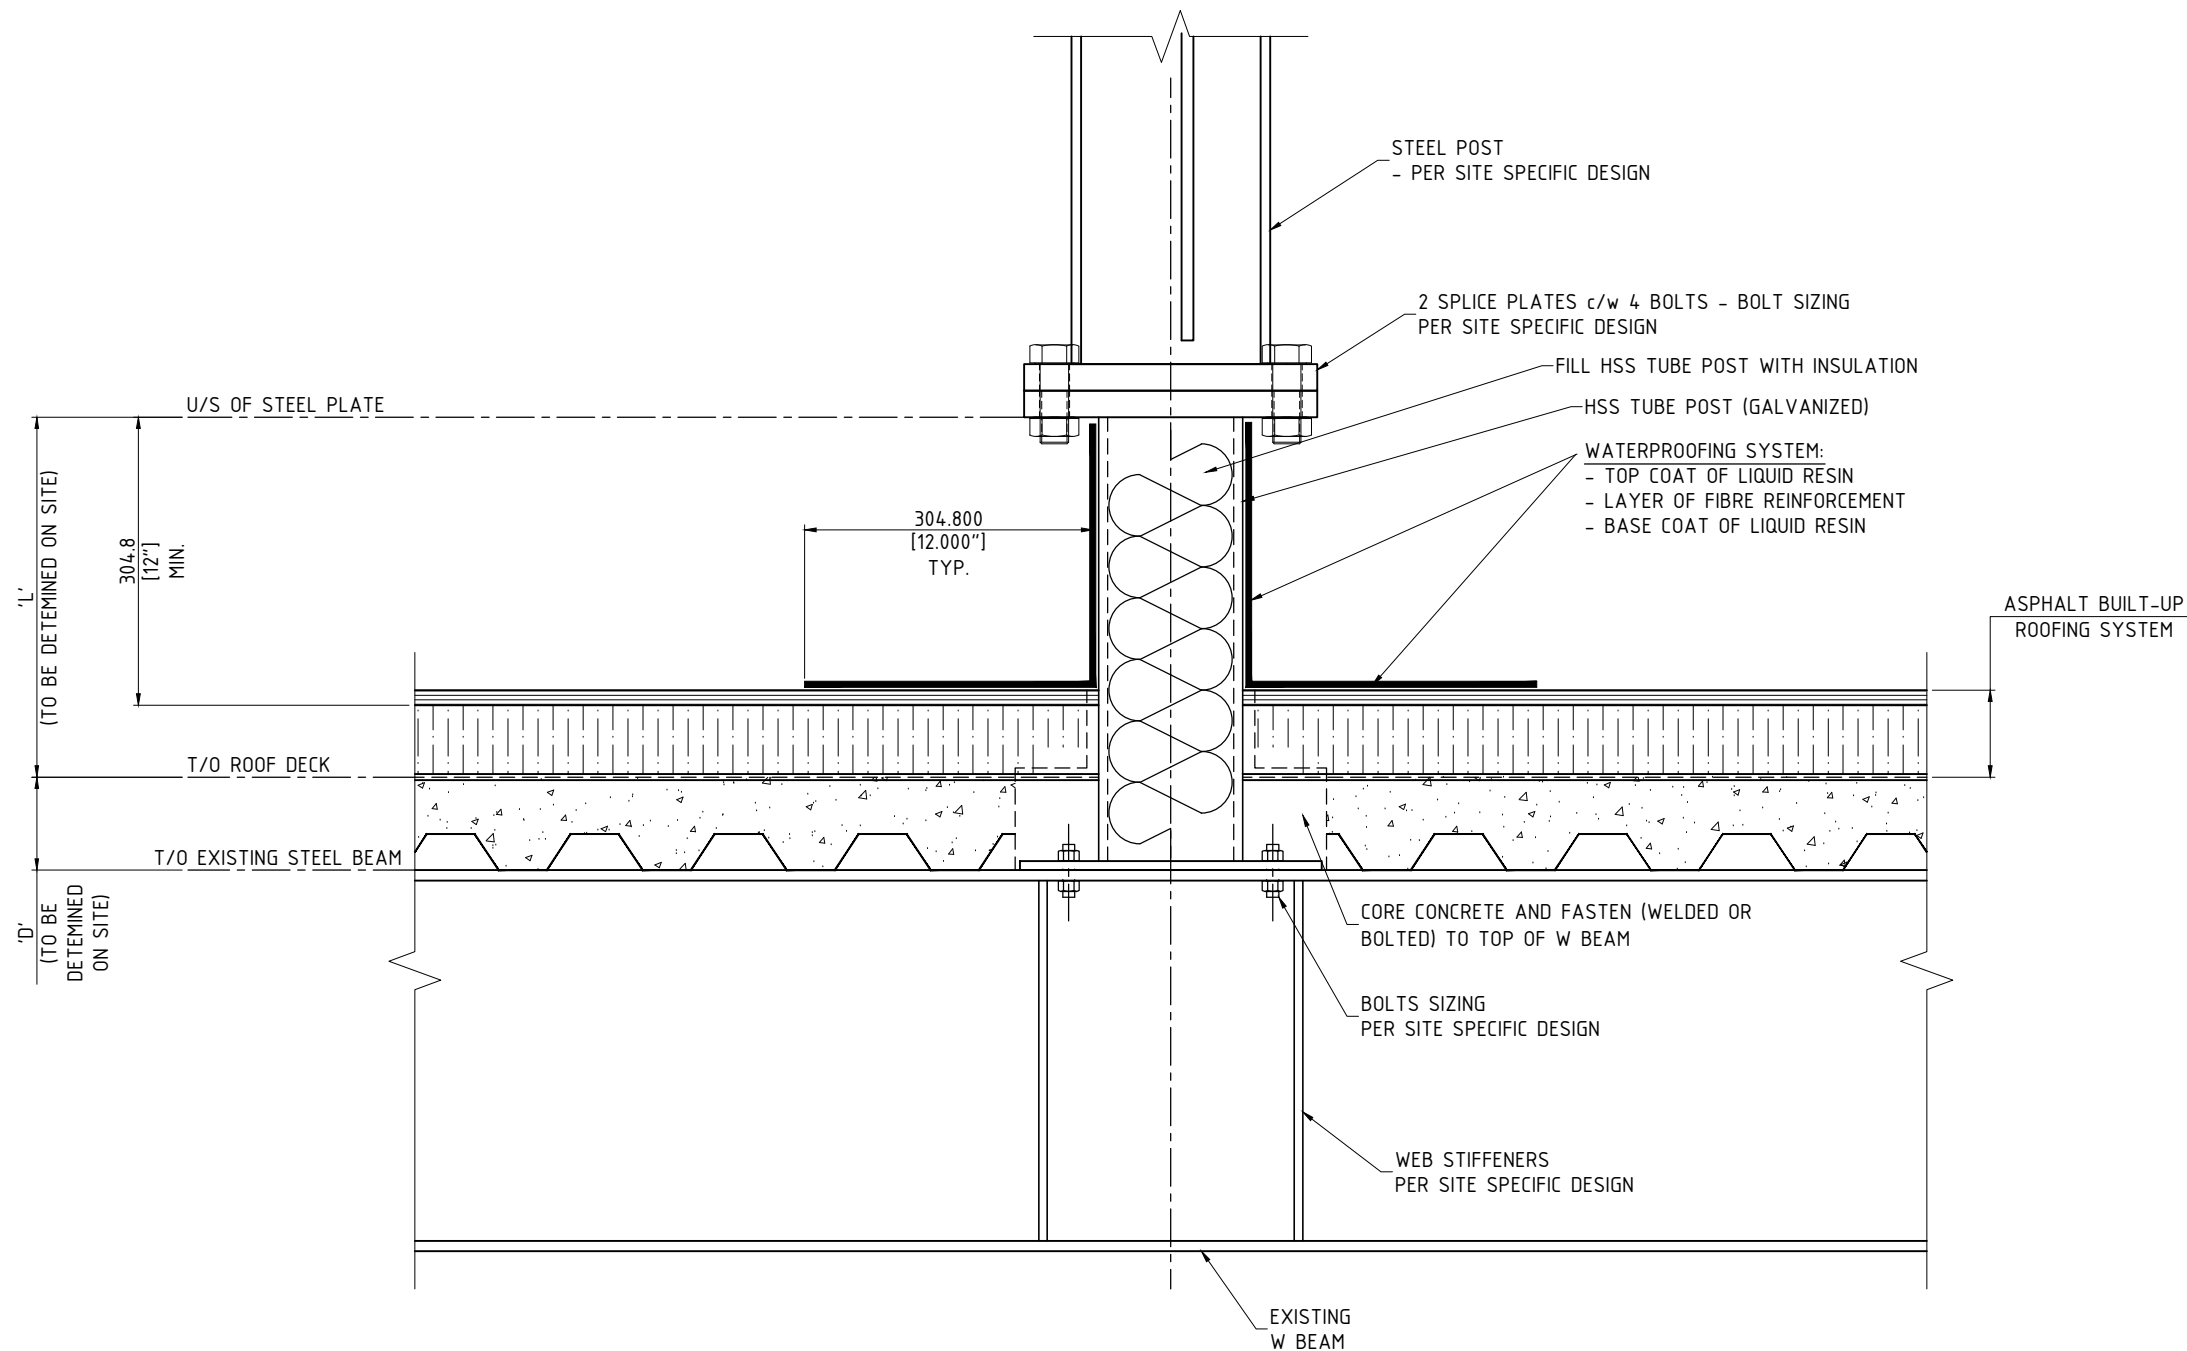 STEEL POST
- PER SITE SPECIFIC DESIGN
2 SPLICE PLATES c/w 4 BOLTS - BOLT SIZING
PER SITE SPECIFIC DESIGN
FILL HSS TUBE POST WITH INSULATION
HSS TUBE POST (GALVANIZED)
WATERPROOFING SYSTEM:
- TOP COAT OF LIQUID RESIN
- LAYER OF FIBRE REINFORCEMENT
- BASE COAT OF LIQUID RESIN
U/S OF STEEL PLATE
'L'
(TO BE DETEMINED ON SITE)
304.8
[12"]
MIN.
304.800
[12.000"]
TYP.
ASPHALT BUILT-UP
ROOFING SYSTEM
T/O ROOF DECK
T/O EXISTING STEEL BEAM
'D'
(TO BE
DETEMINED
ON SITE)
CORE CONCRETE AND FASTEN (WELDED OR
BOLTED) TO TOP OF W BEAM
BOLTS SIZING
PER SITE SPECIFIC DESIGN
WEB STIFFENERS
PER SITE SPECIFIC DESIGN
EXISTING
W BEAM